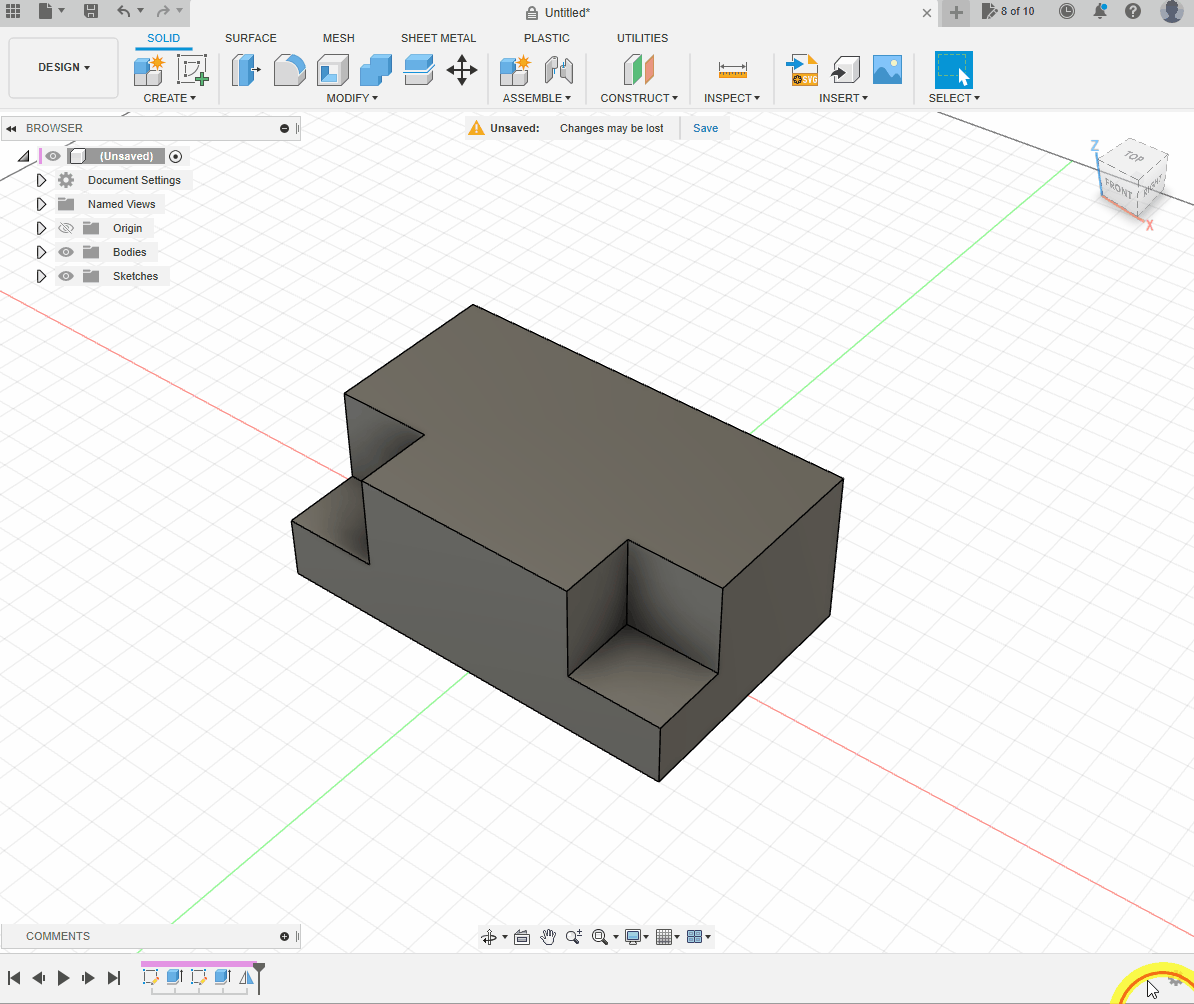 Untitled*
8 of 10
SOLID SURFACE MESH SHEET METAL PLASTIC UTILITIES
DESIGN
SVG
CREATE MODIFY ASSEMBLE CONSTRUCT INSPECT INSERT SELECT
BROWSER
Unsaved: Changes may be lost Save
(Unsaved)
Document Settings
Named Views
Origin
Bodies
Sketches
Z
TOP
FRONT
RIGHT
X
COMMENTS